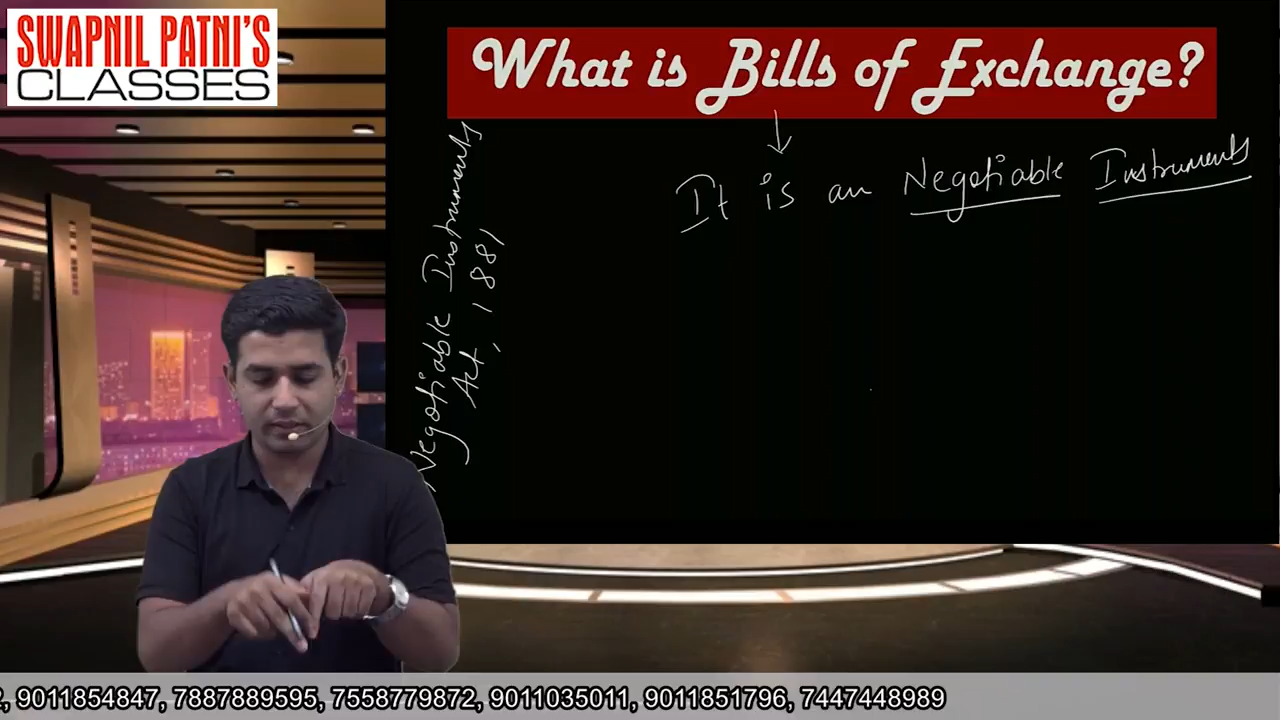 SWAPNIL PATNI'S
CLASSES
What is Bills of Exchange?
It is an Negotiable Instruments
Negotiable Instruments
Act, 1881
9011854847, 7887889595, 7558779872, 9011035011, 9011851796, 7447448989